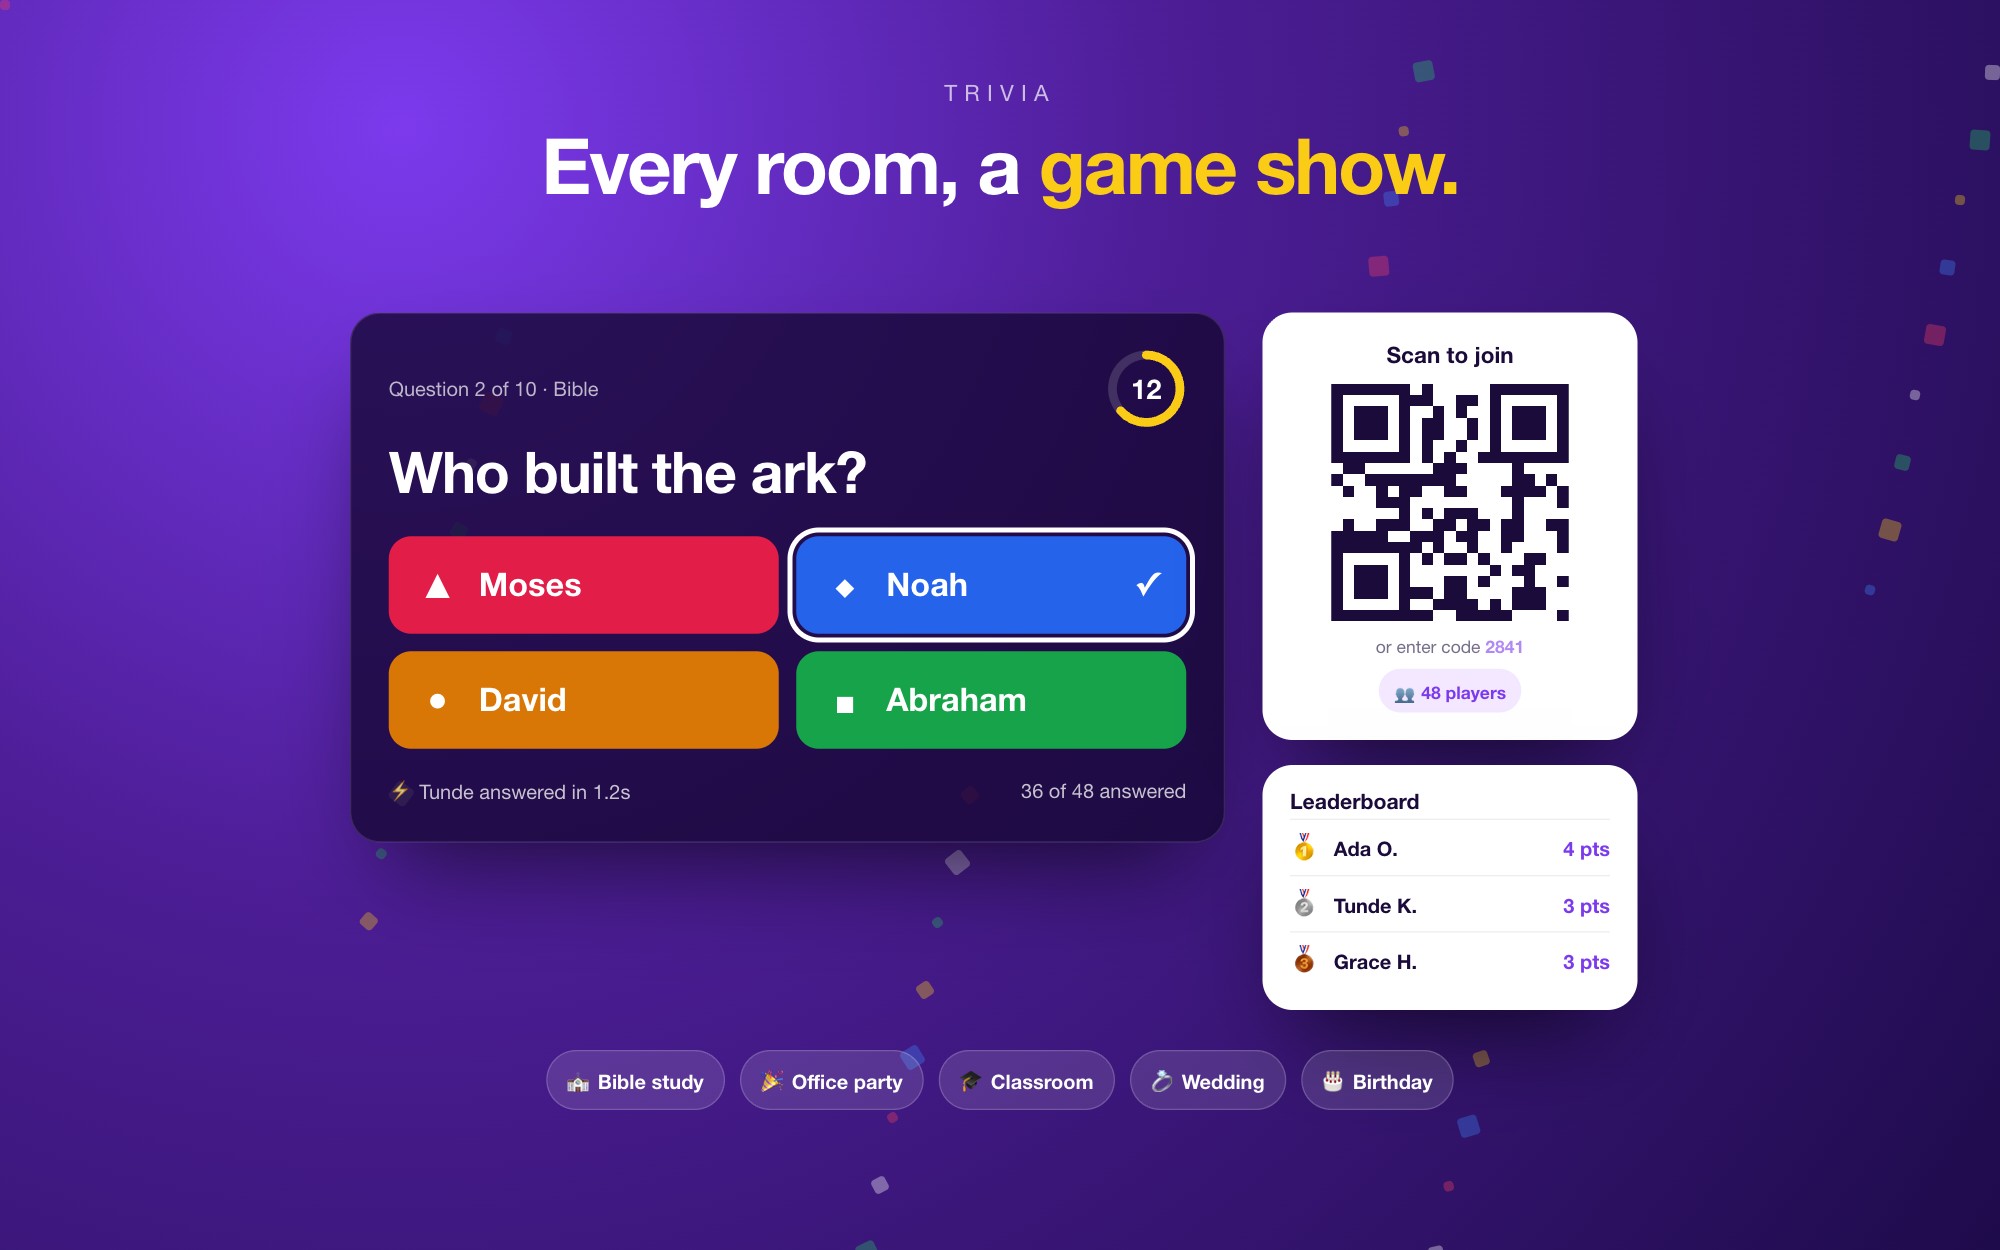 TRIVIA
Every room, a game show.
Question 2 of 10 · Bible
12
Who built the ark?
▲ Moses
◆ Noah ✓
● David
■ Abraham
⚡ Tunde answered in 1.2s
36 of 48 answered
Scan to join
or enter code 2841
👥 48 players
Leaderboard
🥇 Ada O. 4 pts
🥈 Tunde K. 3 pts
🥉 Grace H. 3 pts
⛪ Bible study
🎉 Office party
🎓 Classroom
💍 Wedding
🎂 Birthday